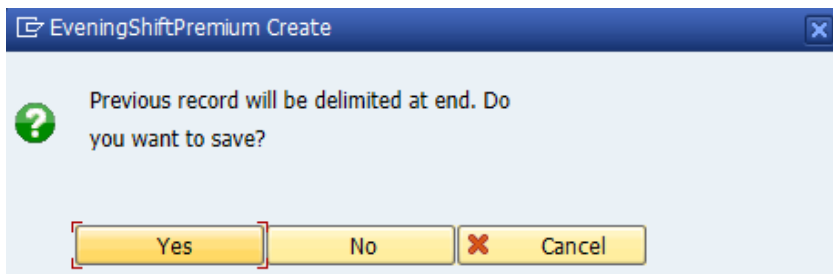 EveningShiftPremium Create
Previous record will be delimited at end. Do
you want to save?
Yes
No
Cancel